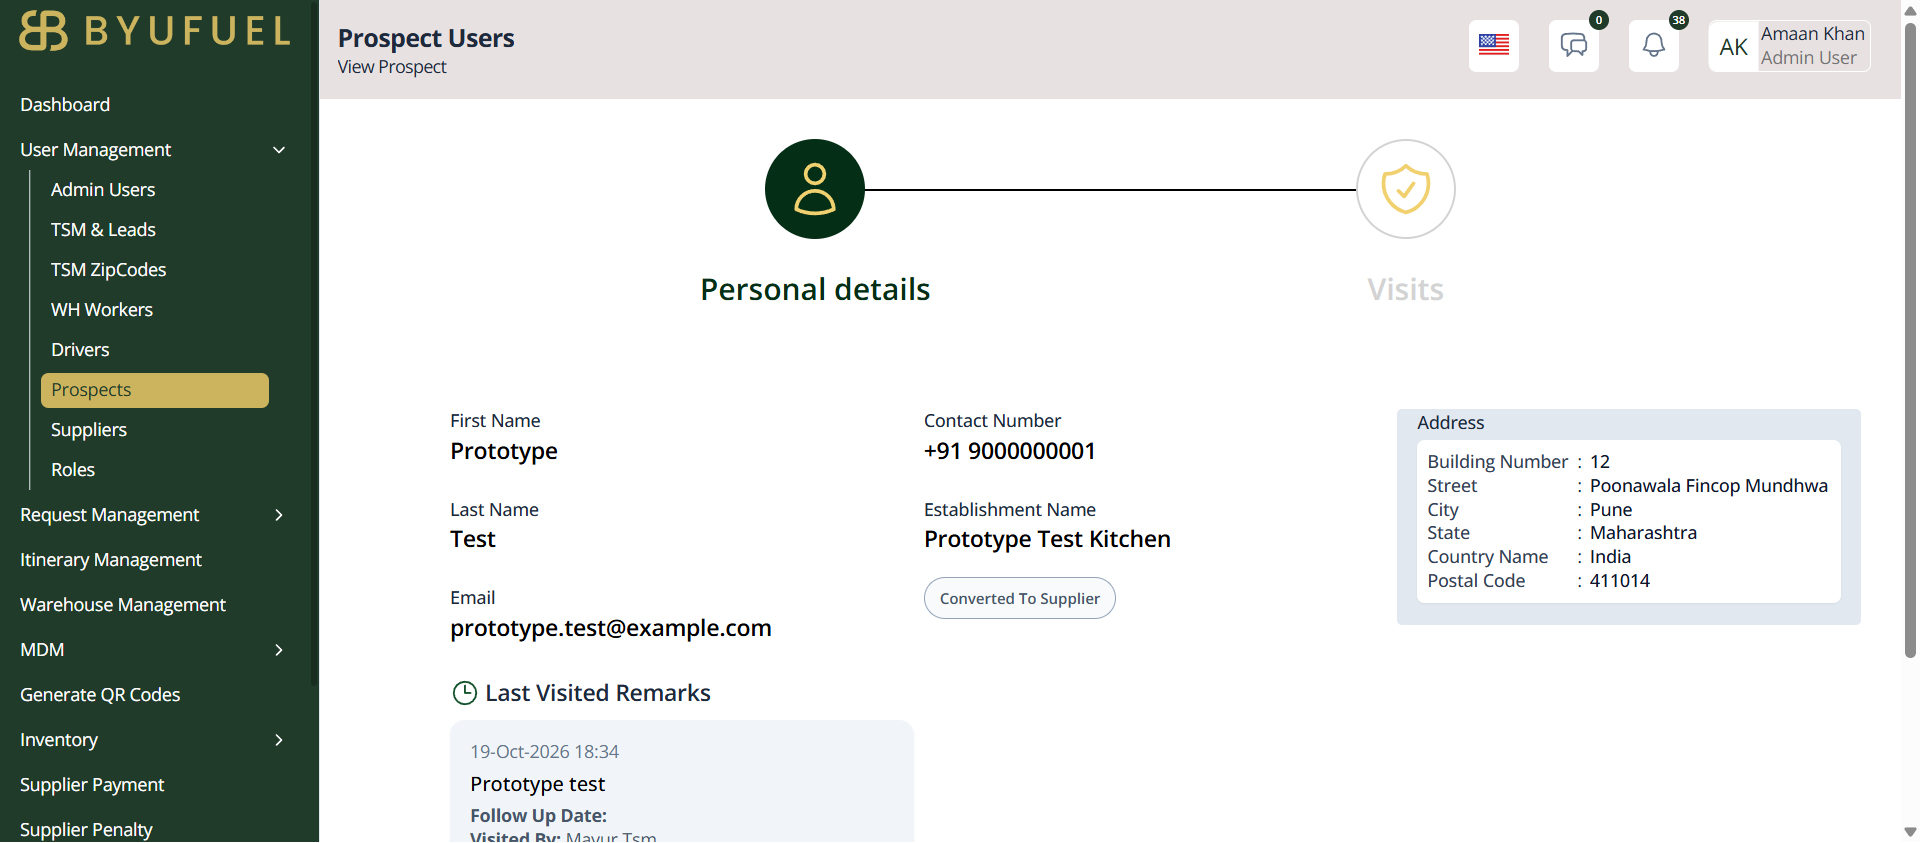 BYUFUEL
Dashboard
User Management
Admin Users
TSM & Leads
TSM ZipCodes
WH Workers
Drivers
Prospects
Suppliers
Roles
Request Management
Itinerary Management
Warehouse Management
MDM
Generate QR Codes
Inventory
Supplier Payment
Supplier Penalty
Prospect Users
View Prospect
0
38
AK
Amaan Khan
Admin User
Personal details
Visits
First Name
Prototype
Last Name
Test
Email
prototype.test@example.com
Contact Number
+91 9000000001
Establishment Name
Prototype Test Kitchen
Converted To Supplier
Address
Building Number : 12
Street : Poonawala Fincop Mundhwa
City : Pune
State : Maharashtra
Country Name : India
Postal Code : 411014
Last Visited Remarks
19-Oct-2026 18:34
Prototype test
Follow Up Date:
Visited By: Mayur Tsm